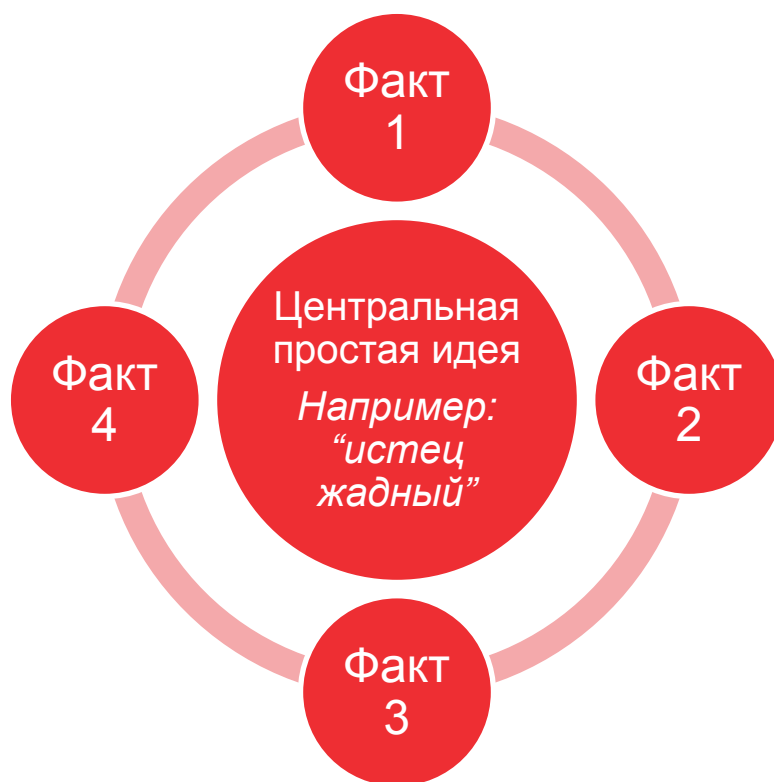 Факт
1
Центральная
простая идея
Например:
“истец
жадный”
Факт
4
Факт
2
Факт
3